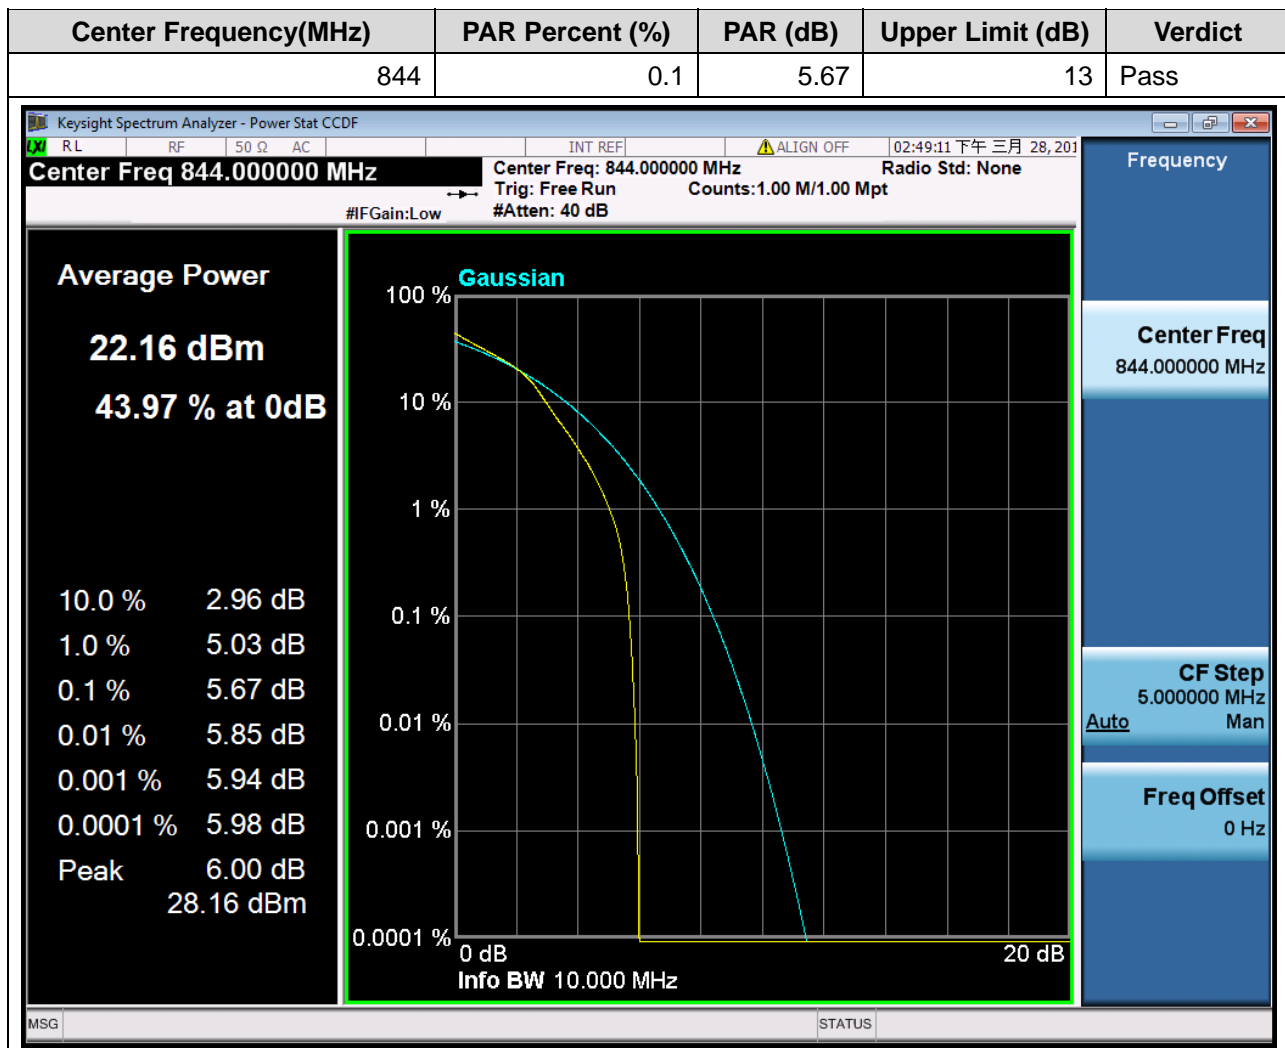 Center Frequency(MHz) PAR Percent (%) PAR (dB) Upper Limit (dB) Verdict
844 0.1 5.67 13 Pass
Keysight Spectrum Analyzer - Power Stat CCDF
LXI RL RF 50 Ω AC INT REF ALIGN OFF 02:49:11 下午 三月 28, 201
Center Freq 844.000000 MHz
Center Freq: 844.000000 MHz Radio Std: None
Trig: Free Run Counts:1.00 M/1.00 Mpt
#IFGain:Low #Atten: 40 dB
Frequency
Average Power
22.16 dBm
43.97 % at 0dB
10.0 % 2.96 dB
1.0 % 5.03 dB
0.1 % 5.67 dB
0.01 % 5.85 dB
0.001 % 5.94 dB
0.0001 % 5.98 dB
Peak 6.00 dB
28.16 dBm
Gaussian
100 %
10 %
1 %
0.1 %
0.01 %
0.001 %
0.0001 %
0 dB 20 dB
Info BW 10.000 MHz
Center Freq
844.000000 MHz
CF Step
5.000000 MHz
Auto Man
Freq Offset
0 Hz
MSG STATUS